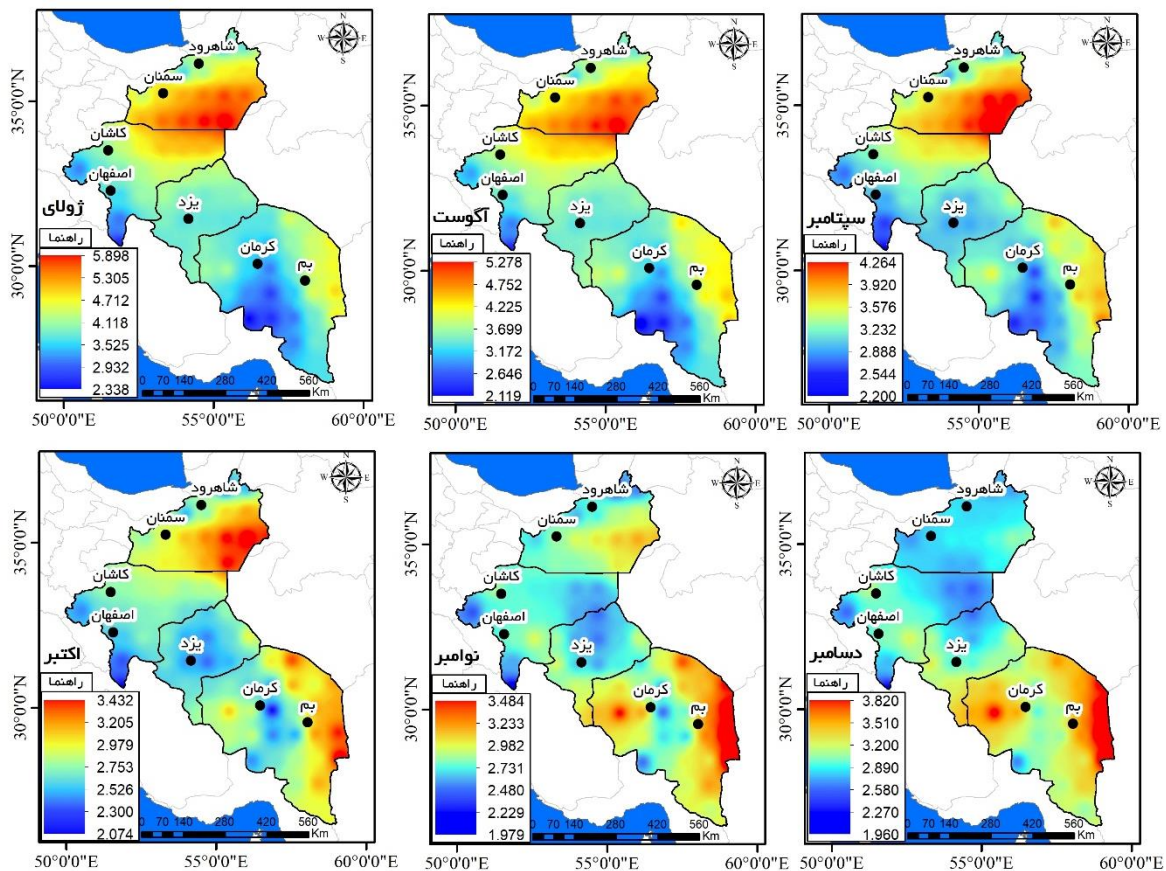 N
W E
S
شاهرود
سمنان
کاشان
اصفهان
یزد
کرمان
بم
ژولای
راهنما
5.898
5.305
4.712
4.118
3.525
2.932
2.338
0 70 140 280 420 560
Km
35°0'0"N
30°0'0"N
50°0'0"E 55°0'0"E 60°0'0"E
N
W E
S
شاهرود
سمنان
کاشان
اصفهان
یزد
کرمان
بم
آگوست
راهنما
5.278
4.752
4.225
3.699
3.172
2.646
2.119
0 70 140 280 420 560
Km
35°0'0"N
30°0'0"N
50°0'0"E 55°0'0"E 60°0'0"E
N
W E
S
شاهرود
سمنان
کاشان
اصفهان
یزد
کرمان
بم
سپتامبر
راهنما
4.264
3.920
3.576
3.232
2.888
2.544
2.200
0 70 140 280 420 560
Km
35°0'0"N
30°0'0"N
50°0'0"E 55°0'0"E 60°0'0"E
N
W E
S
شاهرود
سمنان
کاشان
اصفهان
یزد
کرمان
بم
اکتبر
راهنما
3.432
3.205
2.979
2.753
2.526
2.300
2.074
0 70 140 280 420 560
Km
35°0'0"N
30°0'0"N
50°0'0"E 55°0'0"E 60°0'0"E
N
W E
S
شاهرود
سمنان
کاشان
اصفهان
یزد
کرمان
بم
نوامبر
راهنما
3.484
3.233
2.982
2.731
2.480
2.229
1.979
0 70 140 280 420 560
Km
35°0'0"N
30°0'0"N
50°0'0"E 55°0'0"E 60°0'0"E
N
W E
S
شاهرود
سمنان
کاشان
اصفهان
یزد
کرمان
بم
دسامبر
راهنما
3.820
3.510
3.200
2.890
2.580
2.270
1.960
0 70 140 280 420 560
Km
35°0'0"N
30°0'0"N
50°0'0"E 55°0'0"E 60°0'0"E